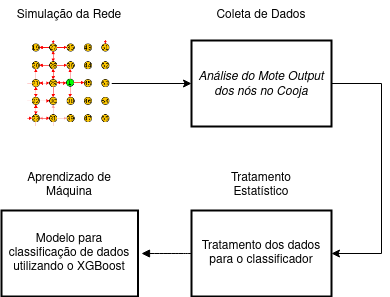 Simulação da Rede
Coleta de Dados
Análise do Mote Output
dos nós no Cooja
Aprendizado de
Máquina
Tratamento
Estatístico
Modelo para
classificação de dados
utilizando o XGBoost
Tratamento dos dados
para o classificador